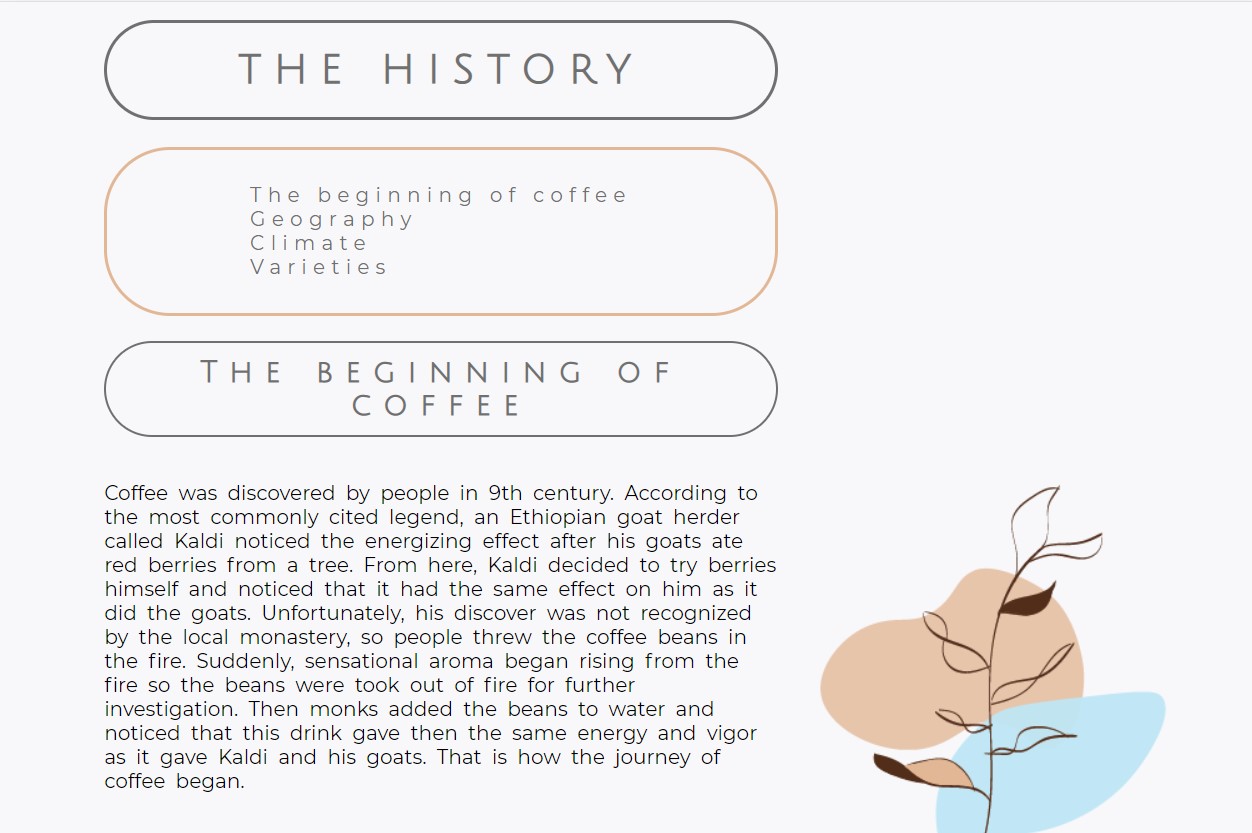 THE HISTORY
The beginning of coffee
Geography
Climate
Varieties
THE BEGINNING OF
COFFEE
Coffee was discovered by people in 9th century. According to
the most commonly cited legend, an Ethiopian goat herder
called Kaldi noticed the energizing effect after his goats ate
red berries from a tree. From here, Kaldi decided to try berries
himself and noticed that it had the same effect on him as it
did the goats. Unfortunately, his discover was not recognized
by the local monastery, so people threw the coffee beans in
the fire. Suddenly, sensational aroma began rising from the
fire so the beans were took out of fire for further
investigation. Then monks added the beans to water and
noticed that this drink gave then the same energy and vigor
as it gave Kaldi and his goats. That is how the journey of
coffee began.